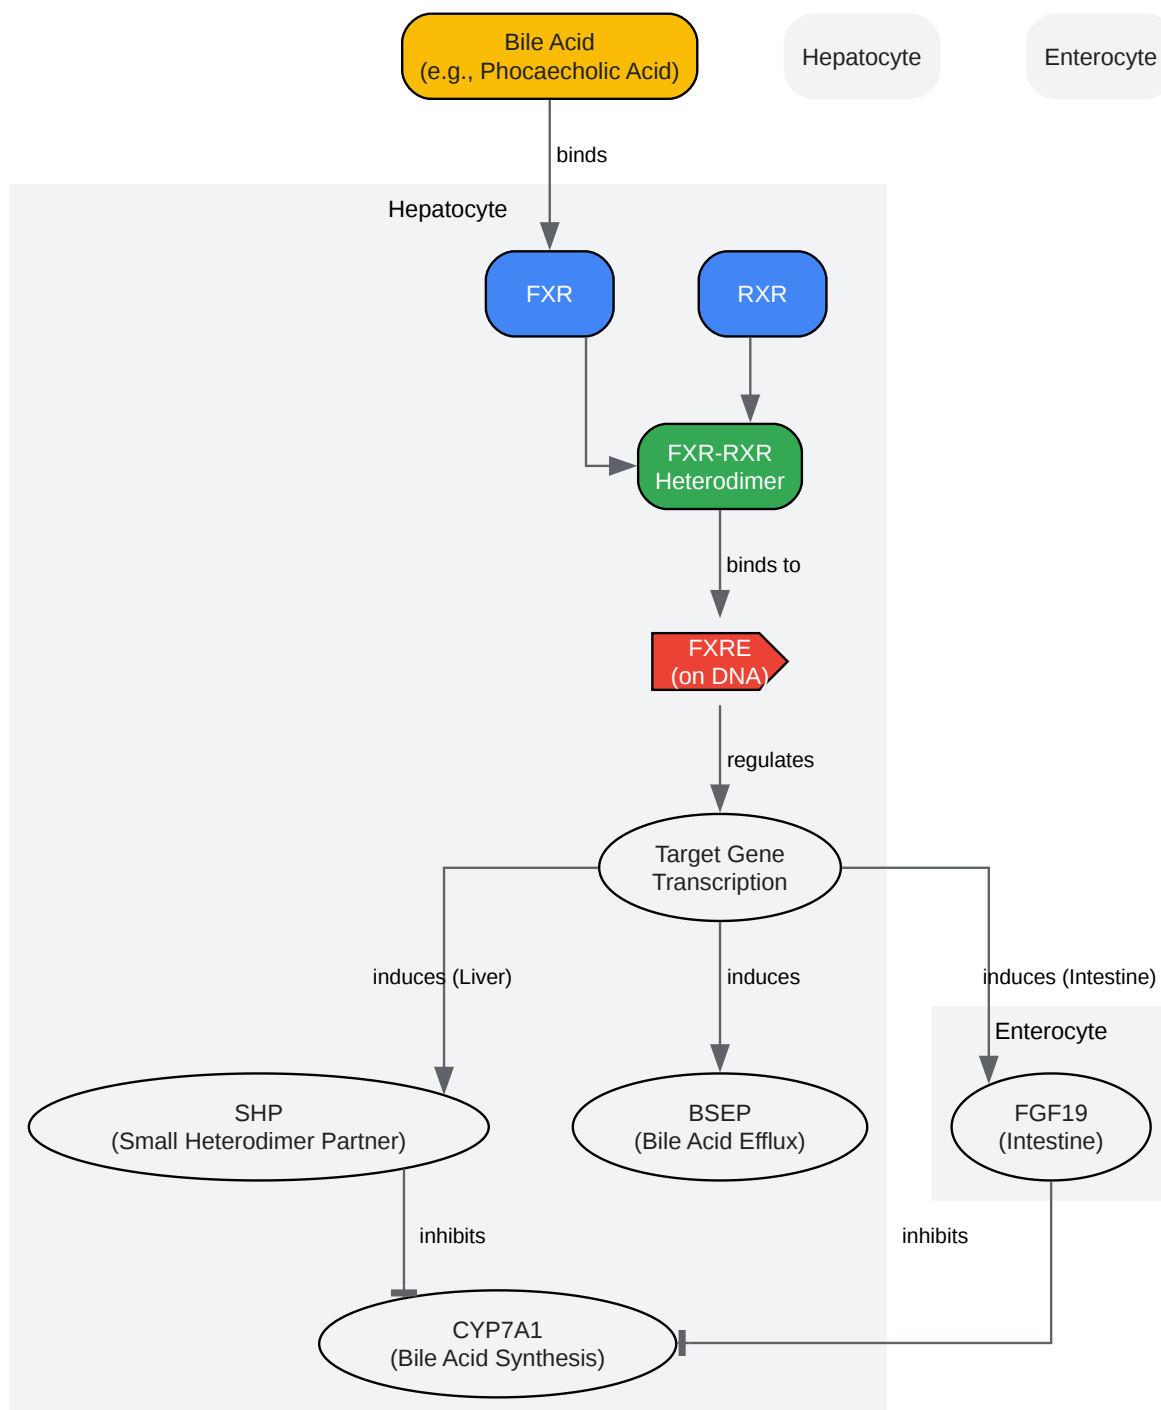 Bile Acid
(e.g., Phocaecholic Acid)
Hepatocyte
Enterocyte
binds
Hepatocyte
FXR
RXR
FXR-RXR
Heterodimer
binds to
FXRE
(on DNA)
regulates
Target Gene
Transcription
induces (Liver)
induces
induces (Intestine)
Enterocyte
SHP
(Small Heterodimer Partner)
BSEP
(Bile Acid Efflux)
FGF19
(Intestine)
inhibits
inhibits
CYP7A1
(Bile Acid Synthesis)